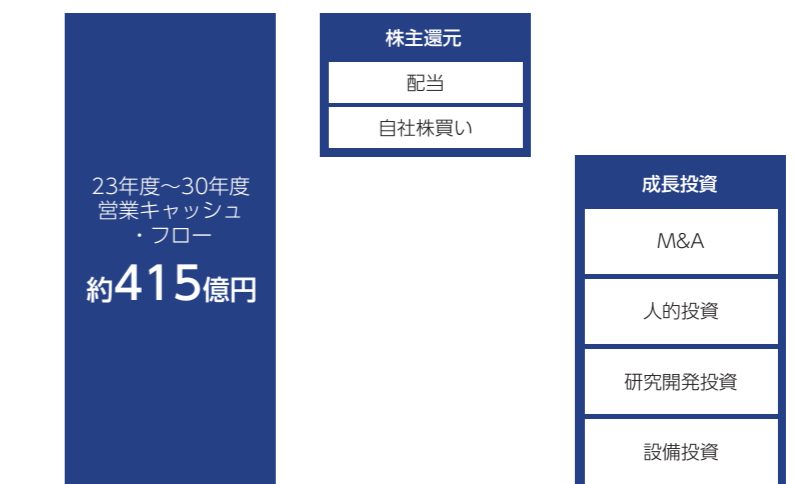 23年度～30年度
営業キャッシュ
・フロー
約415億円
株主還元
配当
自社株買い
成長投資
M&A
人的投資
研究開発投資
設備投資